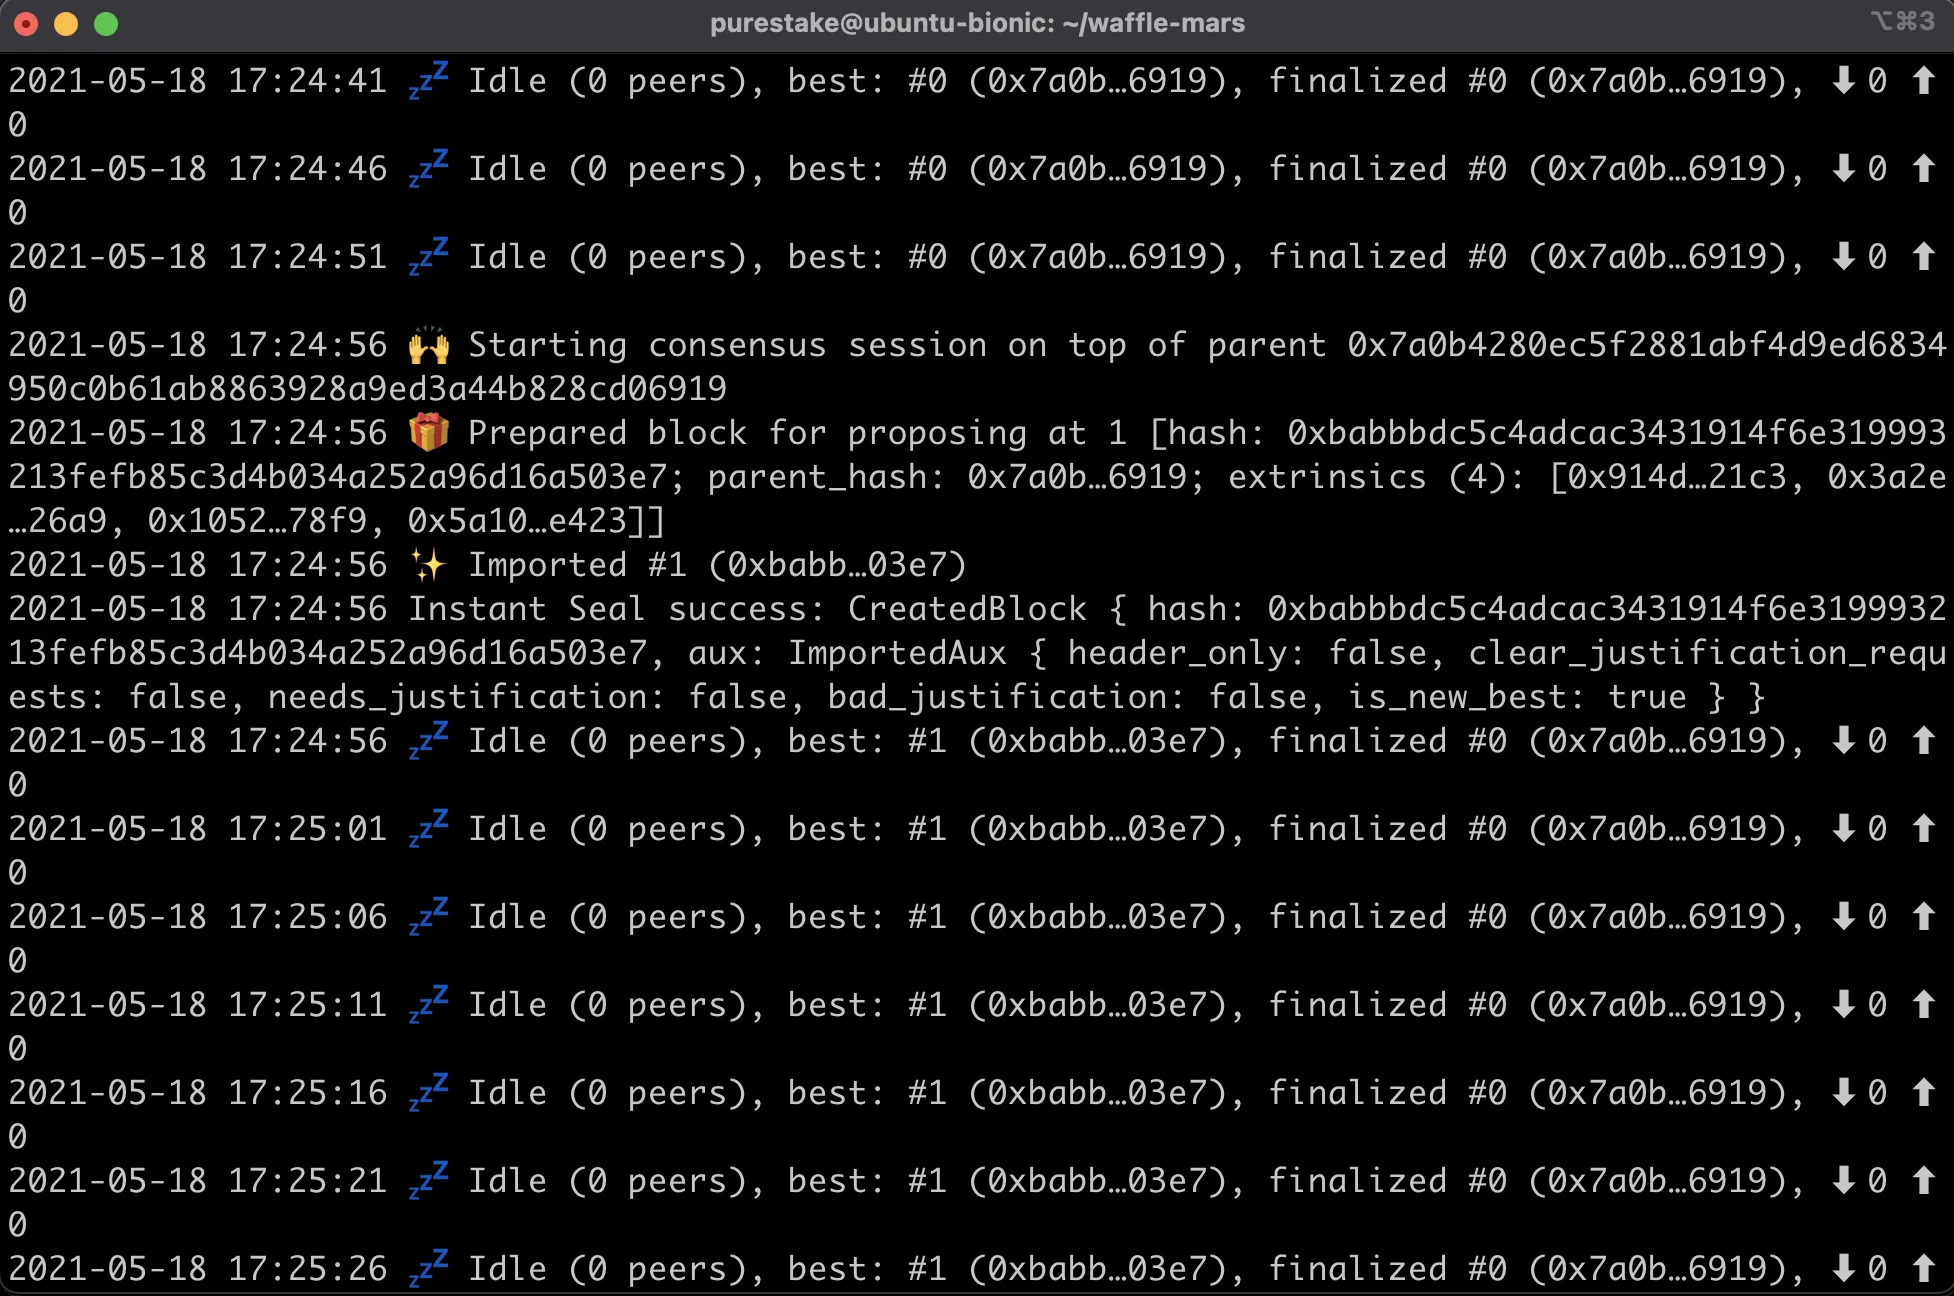 purestake@ubuntu-bionic: ~/waffle-mars
⌥⌘3
2021-05-18 17:24:41 💤 Idle (0 peers), best: #0 (0x7a0b…6919), finalized #0 (0x7a0b…6919), ⬇ 0 ⬆
0
2021-05-18 17:24:46 💤 Idle (0 peers), best: #0 (0x7a0b…6919), finalized #0 (0x7a0b…6919), ⬇ 0 ⬆
0
2021-05-18 17:24:51 💤 Idle (0 peers), best: #0 (0x7a0b…6919), finalized #0 (0x7a0b…6919), ⬇ 0 ⬆
0
2021-05-18 17:24:56 🙌 Starting consensus session on top of parent 0x7a0b4280ec5f2881abf4d9ed6834
950c0b61ab8863928a9ed3a44b828cd06919
2021-05-18 17:24:56 🎁 Prepared block for proposing at 1 [hash: 0xbabbbdc5c4adcac3431914f6e319993
213fefb85c3d4b034a252a96d16a503e7; parent_hash: 0x7a0b…6919; extrinsics (4): [0x914d…21c3, 0x3a2e
…26a9, 0x1052…78f9, 0x5a10…e423]]
2021-05-18 17:24:56 ✨ Imported #1 (0xbabb…03e7)
2021-05-18 17:24:56 Instant Seal success: CreatedBlock { hash: 0xbabbbdc5c4adcac3431914f6e3199932
13fefb85c3d4b034a252a96d16a503e7, aux: ImportedAux { header_only: false, clear_justification_requ
ests: false, needs_justification: false, bad_justification: false, is_new_best: true } }
2021-05-18 17:24:56 💤 Idle (0 peers), best: #1 (0xbabb…03e7), finalized #0 (0x7a0b…6919), ⬇ 0 ⬆
0
2021-05-18 17:25:01 💤 Idle (0 peers), best: #1 (0xbabb…03e7), finalized #0 (0x7a0b…6919), ⬇ 0 ⬆
0
2021-05-18 17:25:06 💤 Idle (0 peers), best: #1 (0xbabb…03e7), finalized #0 (0x7a0b…6919), ⬇ 0 ⬆
0
2021-05-18 17:25:11 💤 Idle (0 peers), best: #1 (0xbabb…03e7), finalized #0 (0x7a0b…6919), ⬇ 0 ⬆
0
2021-05-18 17:25:16 💤 Idle (0 peers), best: #1 (0xbabb…03e7), finalized #0 (0x7a0b…6919), ⬇ 0 ⬆
0
2021-05-18 17:25:21 💤 Idle (0 peers), best: #1 (0xbabb…03e7), finalized #0 (0x7a0b…6919), ⬇ 0 ⬆
0
2021-05-18 17:25:26 💤 Idle (0 peers), best: #1 (0xbabb…03e7), finalized #0 (0x7a0b…6919), ⬇ 0 ⬆